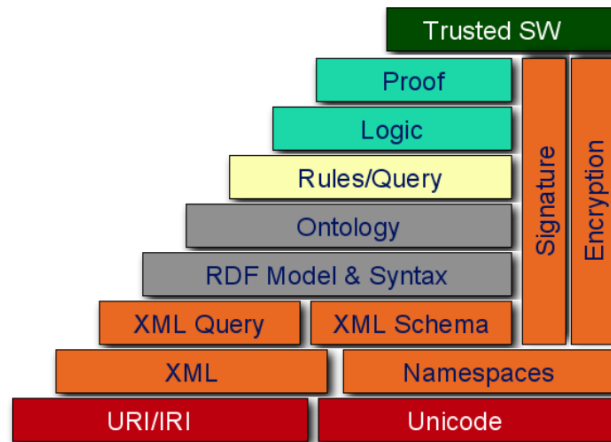 Trusted SW
Proof
Logic
Rules/Query
Ontology
RDF Model & Syntax
XML Query
XML Schema
Signature
Encryption
XML
Namespaces
URI/IRI
Unicode